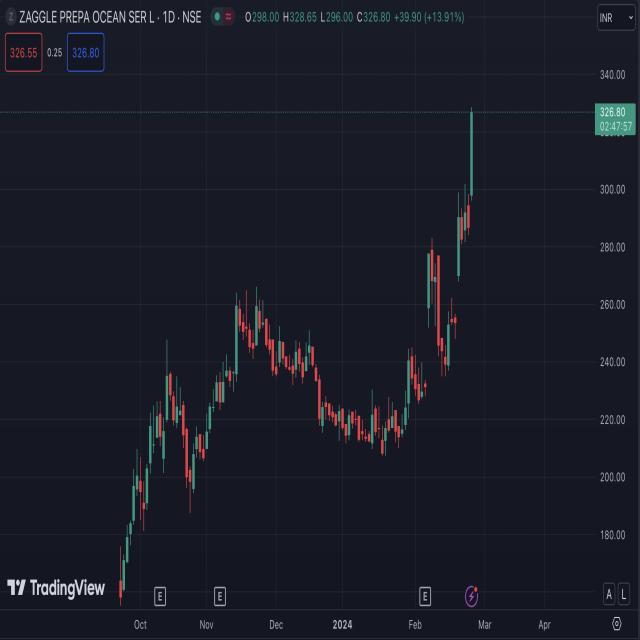 Z ZAGGLE PREPA OCEAN SER L · 1D · NSE O298.00 H328.65 L296.00 C326.80 +39.90 (+13.91%) INR
326.55 0.25 326.80
340.00
326.80
02:47:57
300.00
280.00
260.00
240.00
220.00
200.00
180.00
TradingView
E E E A L
Oct Nov Dec 2024 Feb Mar Apr